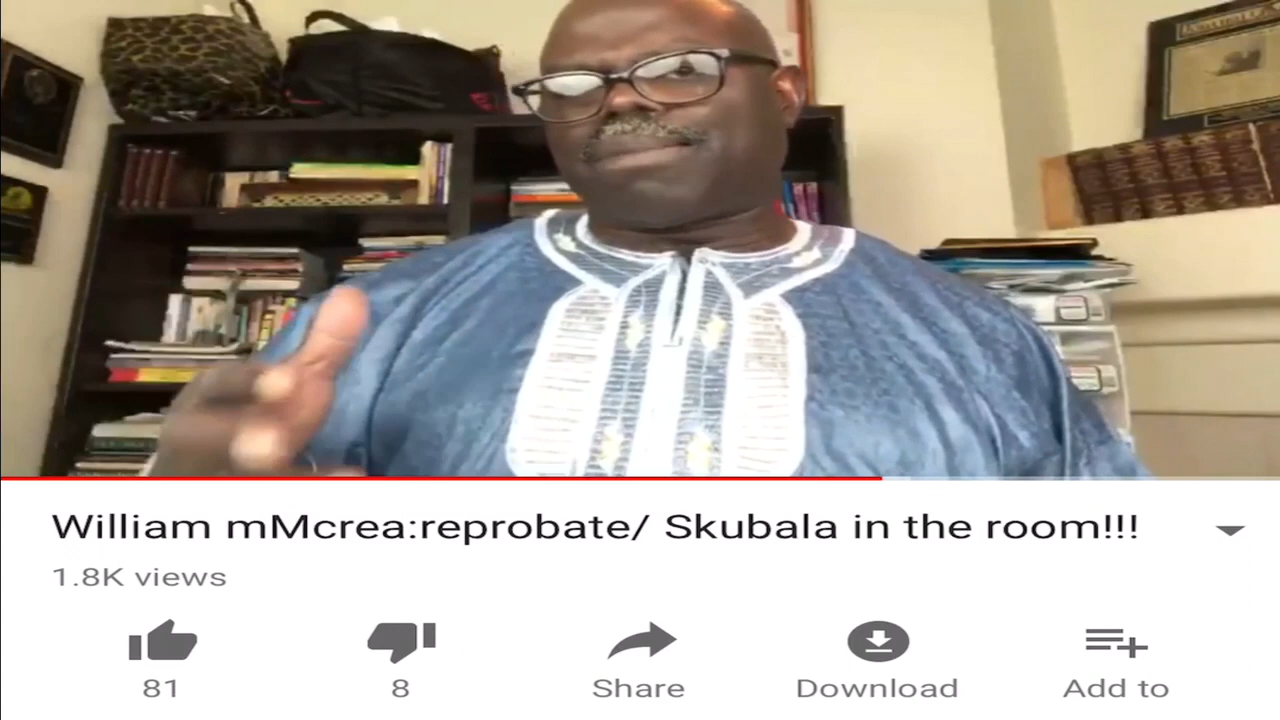 William mMcrea:reprobate/ Skubala in the room!!!
1.8K views
81
8
Share
Download
Add to